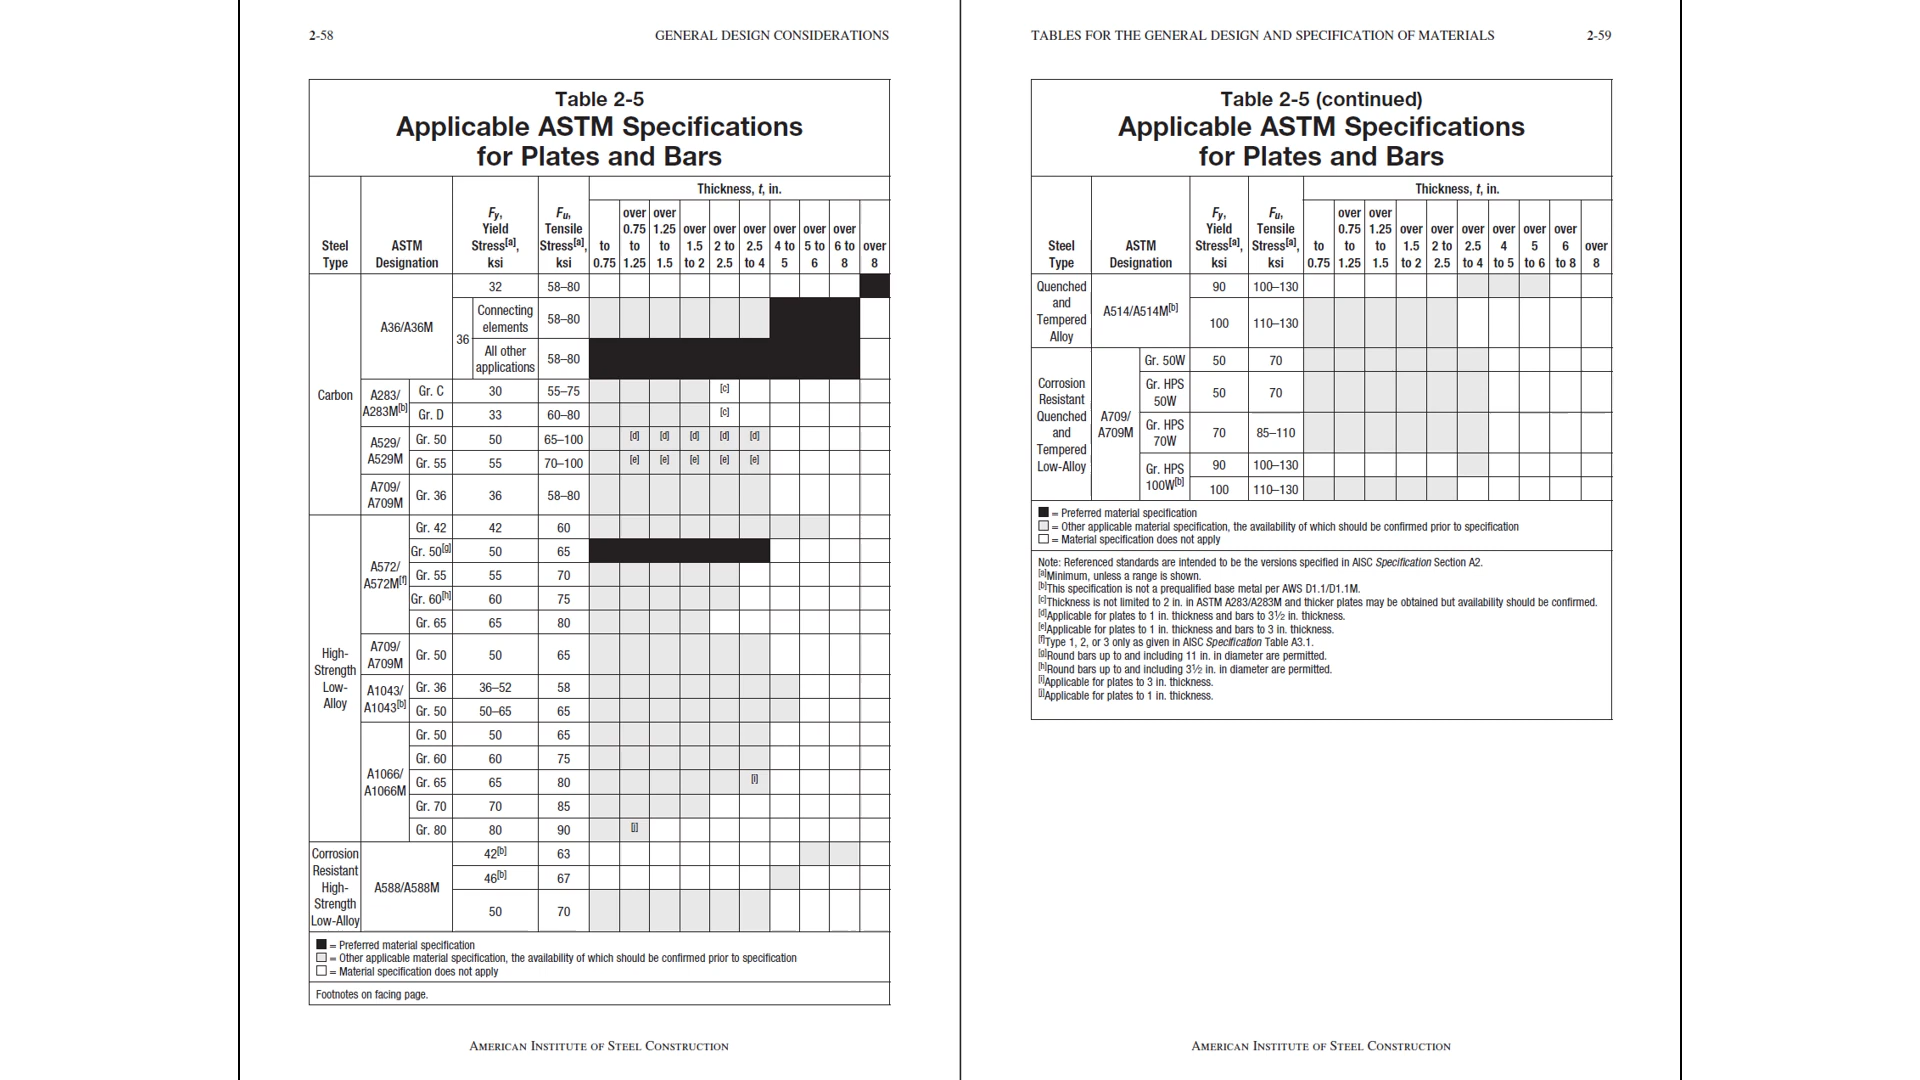 2-58
GENERAL DESIGN CONSIDERATIONS
Table 2-5
Applicable ASTM Specifications
for Plates and Bars
Steel Type
ASTM Designation
Fy, Yield Stress[a], ksi
Fu, Tensile Stress[a], ksi
Thickness, t, in.
to 0.75
over 0.75 to 1.25
over 1.25 to 1.5
over 1.5 to 2
over 2 to 2.5
over 2.5 to 4
over 4 to 5
over 5 to 6
over 6 to 8
over 8
Carbon
A36/A36M
32 58–80
36
Connecting elements 58–80
All other applications 58–80
A283/ A283M[b]
Gr. C 30 55–75 [c]
Gr. D 33 60–80 [c]
A529/ A529M
Gr. 50 50 65–100 [d] [d] [d] [d] [d]
Gr. 55 55 70–100 [e] [e] [e] [e] [e]
A709/ A709M
Gr. 36 36 58–80
High- Strength Low- Alloy
A572/ A572M[f]
Gr. 42 42 60
Gr. 50[g] 50 65
Gr. 55 55 70
Gr. 60[h] 60 75
Gr. 65 65 80
A709/ A709M
Gr. 50 50 65
A1043/ A1043[b]
Gr. 36 36–52 58
Gr. 50 50–65 65
A1066/ A1066M
Gr. 50 50 65
Gr. 60 60 75
Gr. 65 65 80 [i]
Gr. 70 70 85
Gr. 80 80 90 [j]
Corrosion Resistant High- Strength Low-Alloy
A588/A588M
42[b] 63
46[b] 67
50 70
= Preferred material specification
= Other applicable material specification, the availability of which should be confirmed prior to specification
= Material specification does not apply
Footnotes on facing page.
AMERICAN INSTITUTE OF STEEL CONSTRUCTION
TABLES FOR THE GENERAL DESIGN AND SPECIFICATION OF MATERIALS
2-59
Table 2-5 (continued)
Applicable ASTM Specifications
for Plates and Bars
Steel Type
ASTM Designation
Fy, Yield Stress[a], ksi
Fu, Tensile Stress[a], ksi
Thickness, t, in.
to 0.75
over 0.75 to 1.25
over 1.25 to 1.5
over 1.5 to 2
over 2 to 2.5
over 2.5 to 4
over 4 to 5
over 5 to 6
over 6 to 8
over 8
Quenched and Tempered Alloy
A514/A514M[b]
90 100–130
100 110–130
Corrosion Resistant Quenched and Tempered Low-Alloy
A709/ A709M
Gr. 50W 50 70
Gr. HPS 50W 50 70
Gr. HPS 70W 70 85–110
Gr. HPS 100W[b]
90 100–130
100 110–130
= Preferred material specification
= Other applicable material specification, the availability of which should be confirmed prior to specification
= Material specification does not apply
Note: Referenced standards are intended to be the versions specified in AISC Specification Section A2.
[a]Minimum, unless a range is shown.
[b]This specification is not a prequalified base metal per AWS D1.1/D1.1M.
[c]Thickness is not limited to 2 in. in ASTM A283/A283M and thicker plates may be obtained but availability should be confirmed.
[d]Applicable for plates to 1 in. thickness and bars to 3½ in. thickness.
[e]Applicable for plates to 1 in. thickness and bars to 3 in. thickness.
[f]Type 1, 2, or 3 only as given in AISC Specification Table A3.1.
[g]Round bars up to and including 11 in. in diameter are permitted.
[h]Round bars up to and including 3½ in. in diameter are permitted.
[i]Applicable for plates to 3 in. thickness.
[j]Applicable for plates to 1 in. thickness.
AMERICAN INSTITUTE OF STEEL CONSTRUCTION